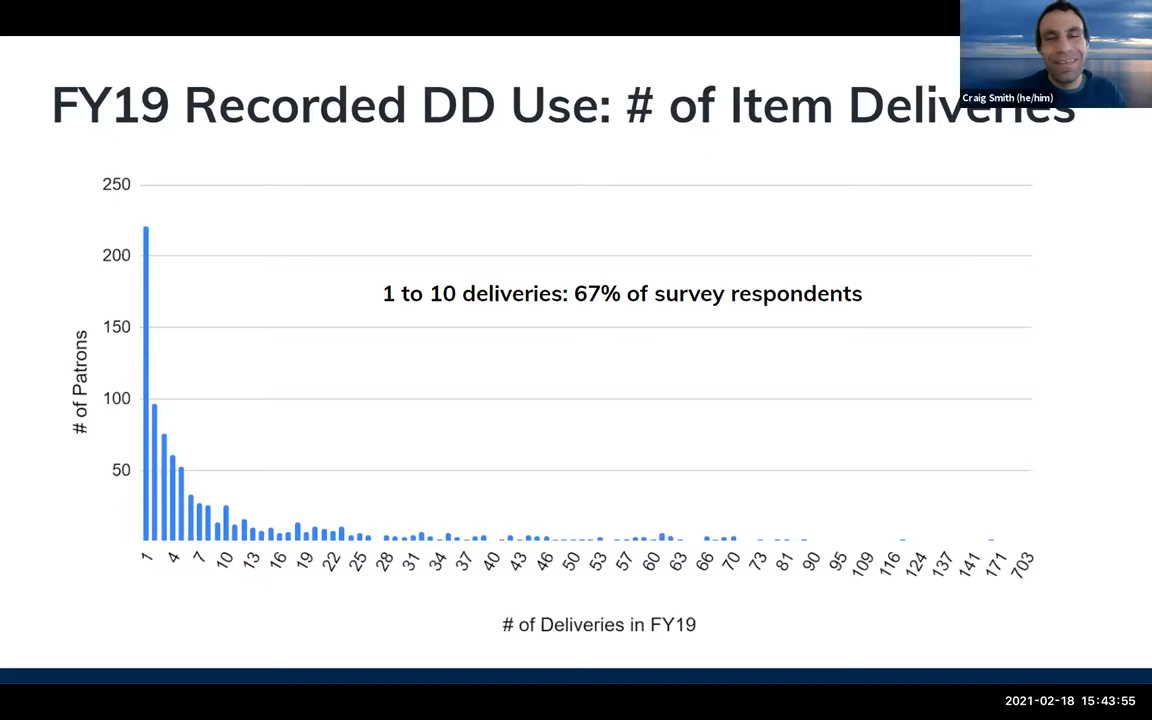 Craig Smith (he/him)
FY19 Recorded DD Use: # of Item Deliveries
250
200
150
100
50
# of Patrons
1 to 10 deliveries: 67% of survey respondents
1 4 7 10 13 16 19 22 25 28 31 34 37 40 43 46 50 53 57 60 63 66 70 73 81 90 95 109 116 124 137 141 171 703
# of Deliveries in FY19
2021-02-18 15:43:55